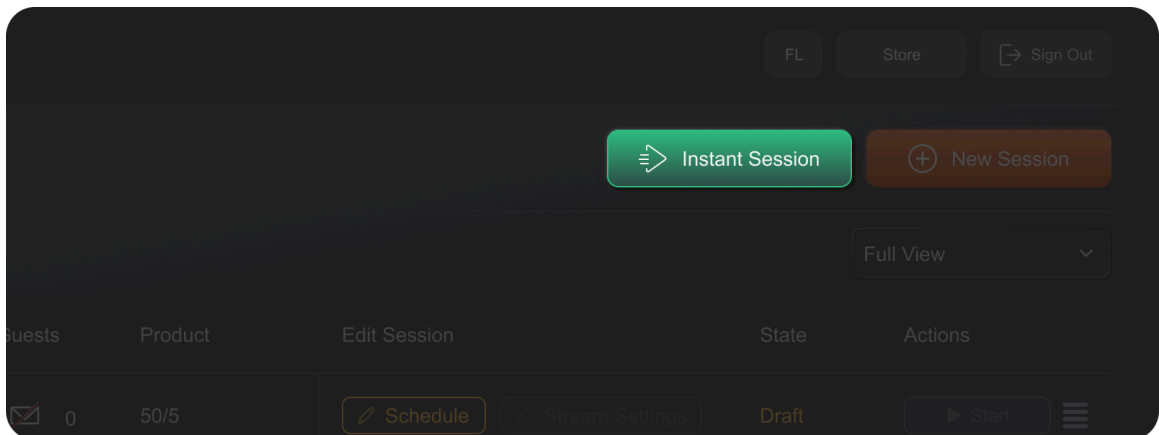 FL Store Sign Out
Instant Session New Session
Full View
Guests Product Edit Session State Actions
0 50/5 Schedule Stream Settings Draft Start